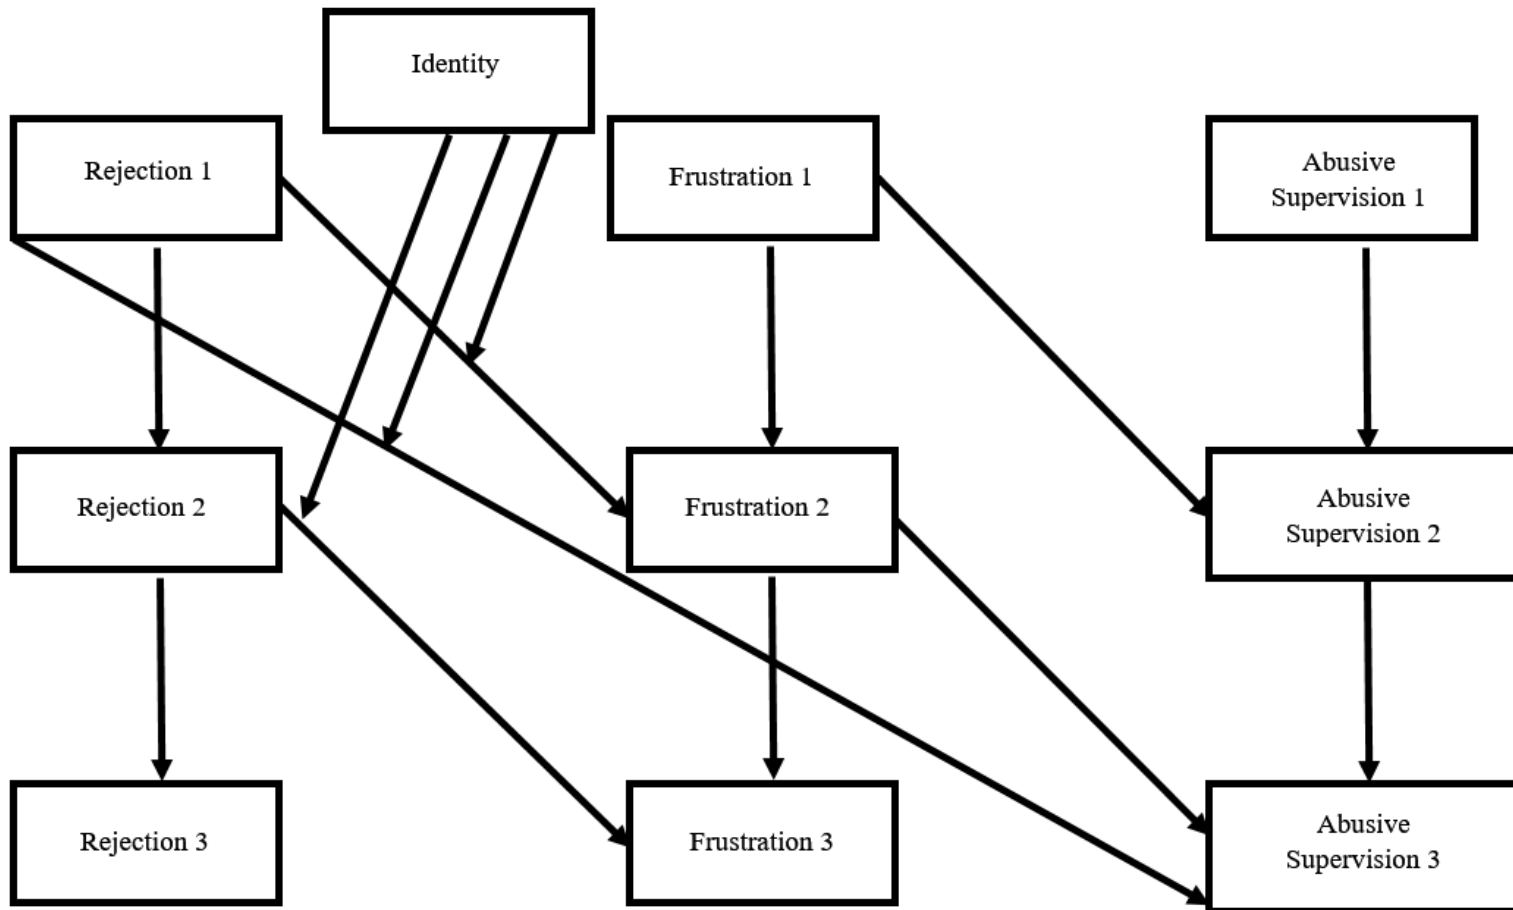 Identity
Rejection 1
Frustration 1
Abusive
Supervision 1
Rejection 2
Frustration 2
Abusive
Supervision 2
Rejection 3
Frustration 3
Abusive
Supervision 3